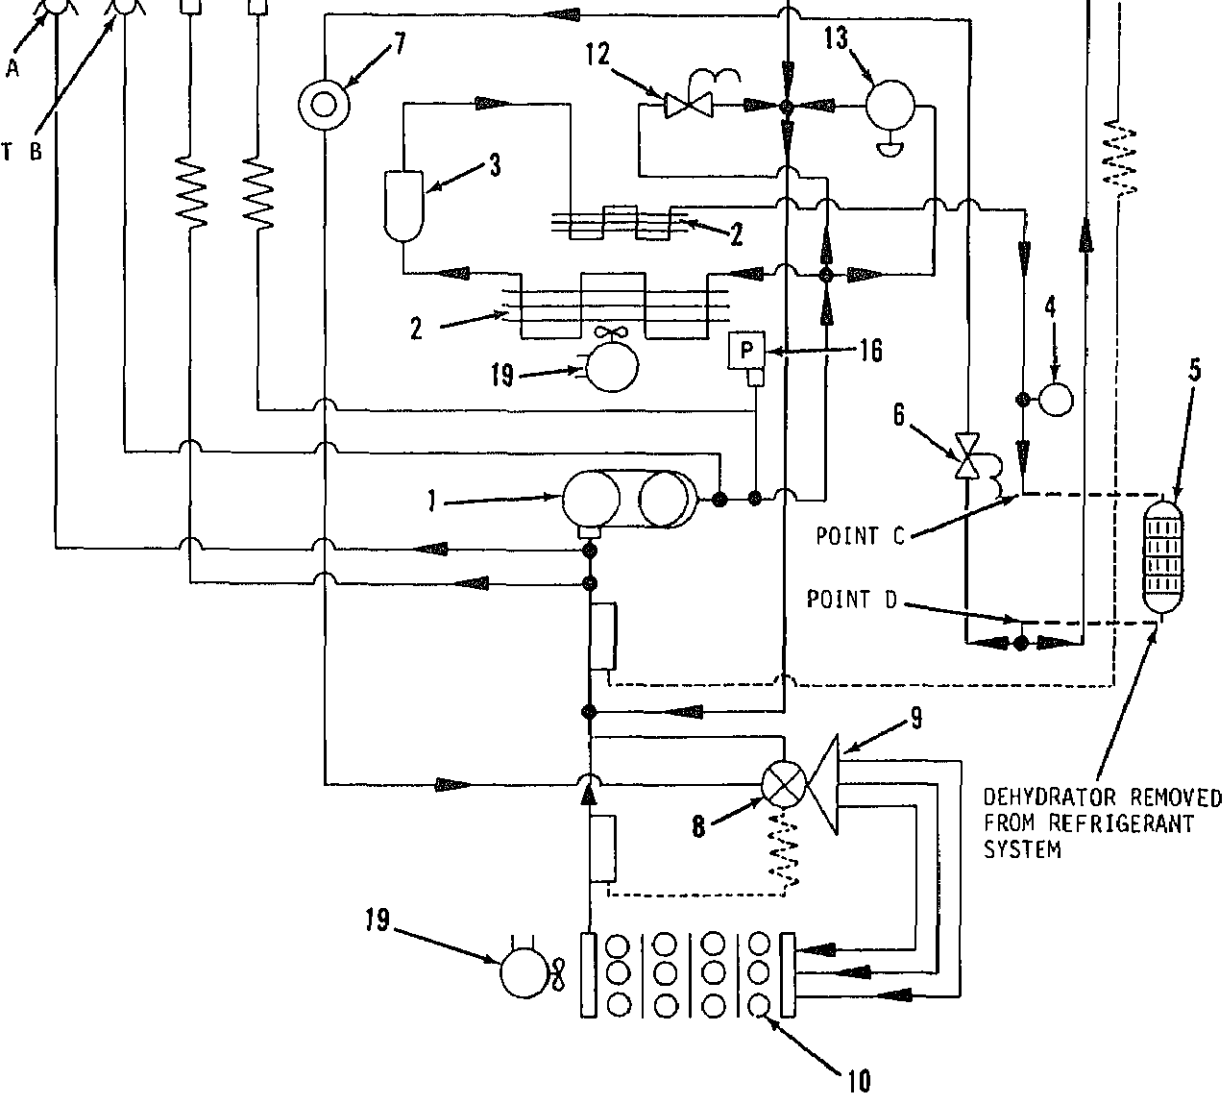 7
12
13
A
T B
3
2
2
4
P
16
19
5
6
1
POINT C
POINT D
9
DEHYDRATOR REMOVED
FROM REFRIGERANT
SYSTEM
8
19
10